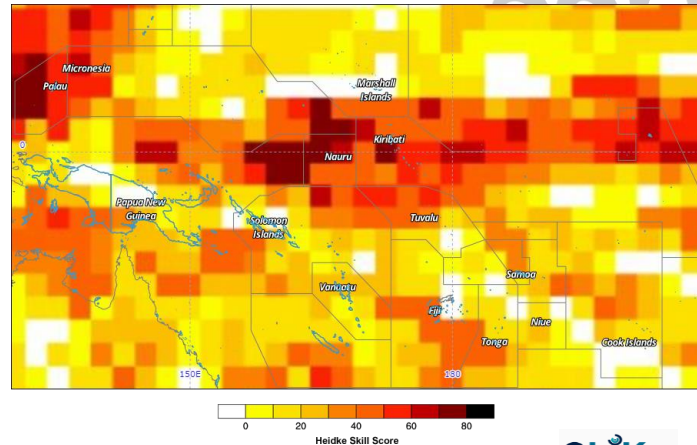 Micronesia
Palau
Marshall
Islands
Kiribati
0
Nauru
Papua New
Guinea
Solomon
Islands
Tuvalu
Samoa
Vanuatu
Fiji
Niue
Tonga
Cook Islands
150E
180
0 20 40 60 80
Heidke Skill Score